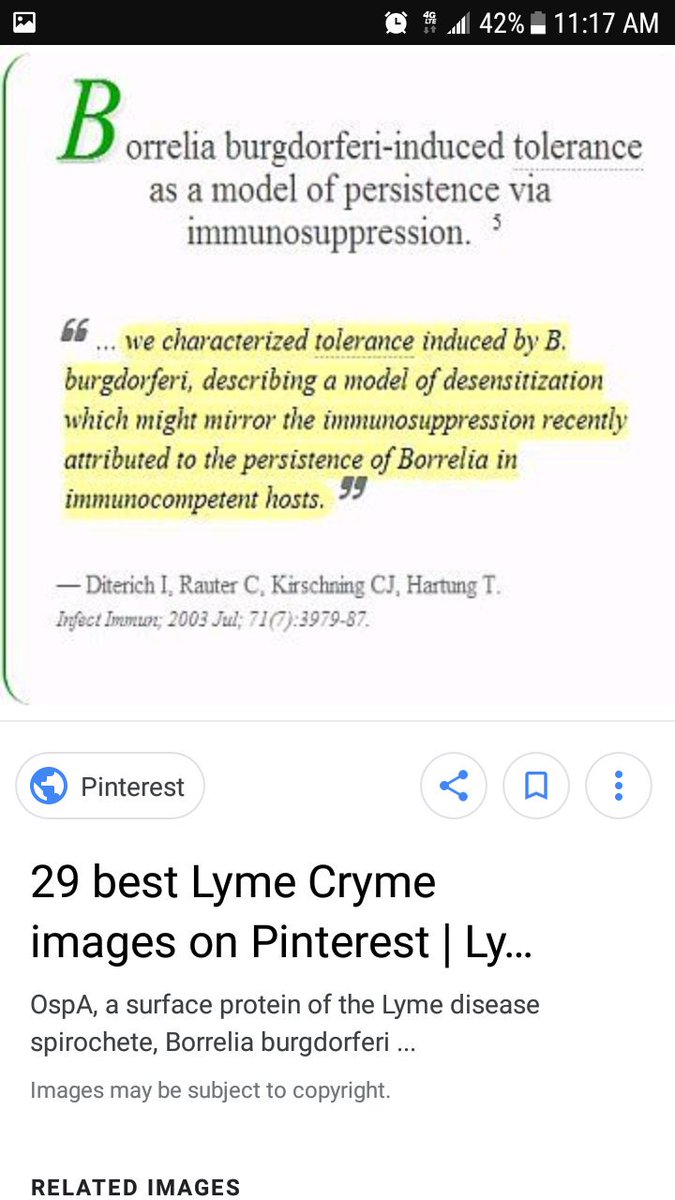 42% 11:17 AM
Borrelia burgdorferi-induced tolerance
as a model of persistence via
immunosuppression. 5
“ ... we characterized tolerance induced by B.
burgdorferi, describing a model of desensitization
which might mirror the immunosuppression recently
attributed to the persistence of Borrelia in
immunocompetent hosts. ”
— Diterich I, Rauter C, Kirschning CJ, Hartung T.
Infect Immun; 2003 Jul; 71(7):3979-87.
Pinterest
29 best Lyme Cryme
images on Pinterest | Ly...
OspA, a surface protein of the Lyme disease
spirochete, Borrelia burgdorferi ...
Images may be subject to copyright.
RELATED IMAGES